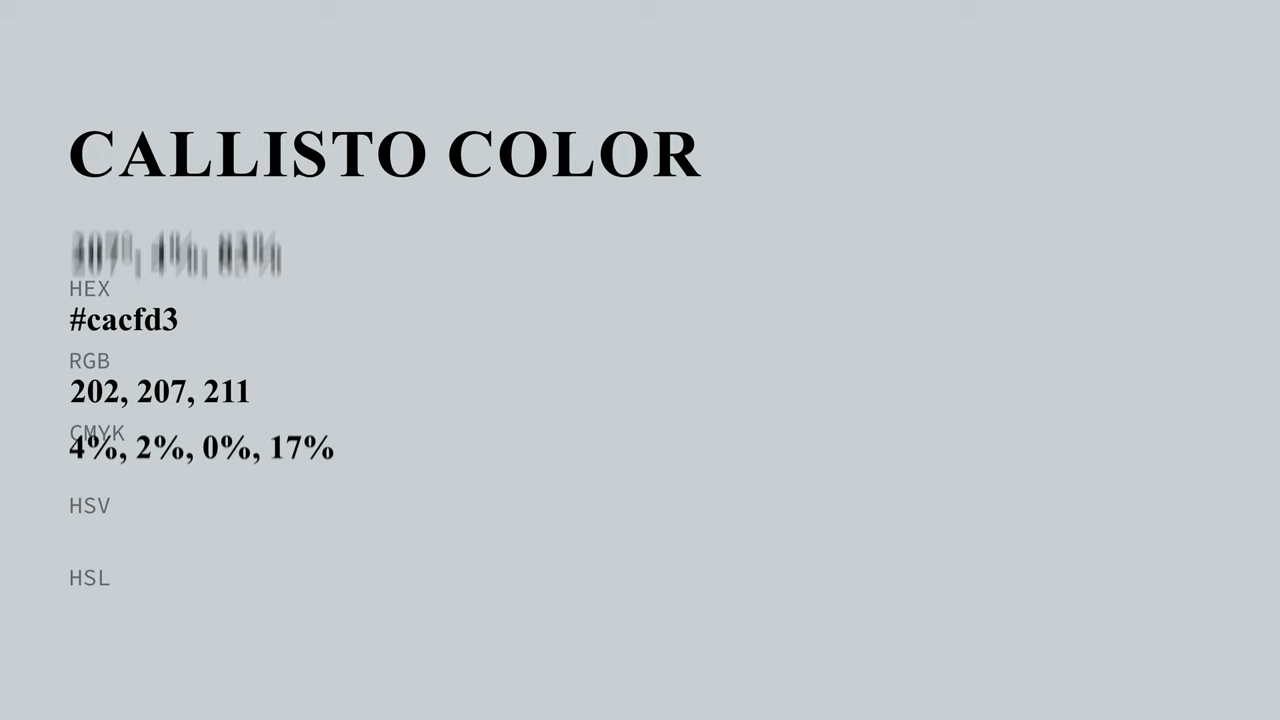 CALLISTO COLOR
HEX
#cacfd3
RGB
202, 207, 211
CMYK
4%, 2%, 0%, 17%
HSV
HSL